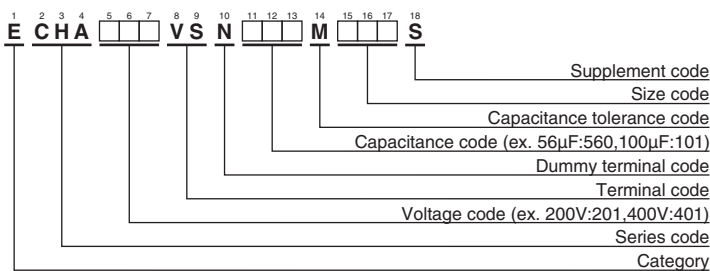 1 2 3 4 5 6 7 8 9 10 11 12 13 14 15 16 17 18
E CHA VS N M S
Supplement code
Size code
Capacitance tolerance code
Capacitance code (ex. 56μF:560,100μF:101)
Dummy terminal code
Terminal code
Voltage code (ex. 200V:201,400V:401)
Series code
Category